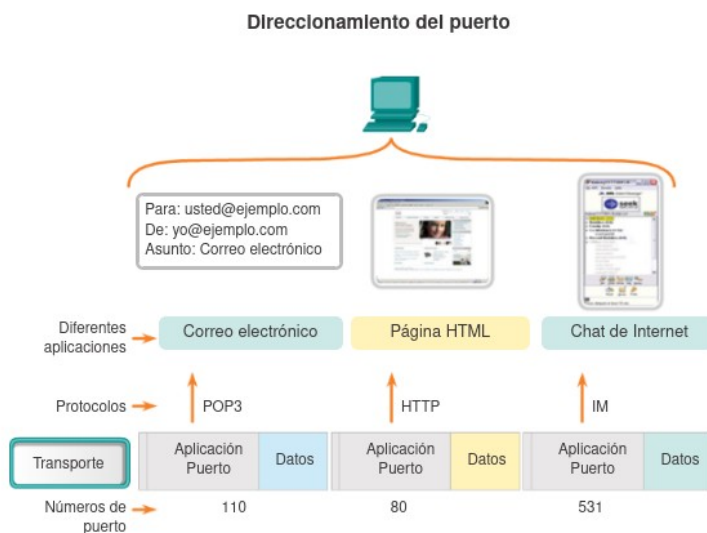 Direccionamiento del puerto
Para: usted@ejemplo.com
De: yo@ejemplo.com
Asunto: Correo electrónico
seek
Diferentes
aplicaciones
Correo electrónico
Página HTML
Chat de Internet
Protocolos
POP3
HTTP
IM
Transporte
Aplicación
Puerto
Datos
Aplicación
Puerto
Datos
Aplicación
Puerto
Datos
Números de
puerto
110
80
531